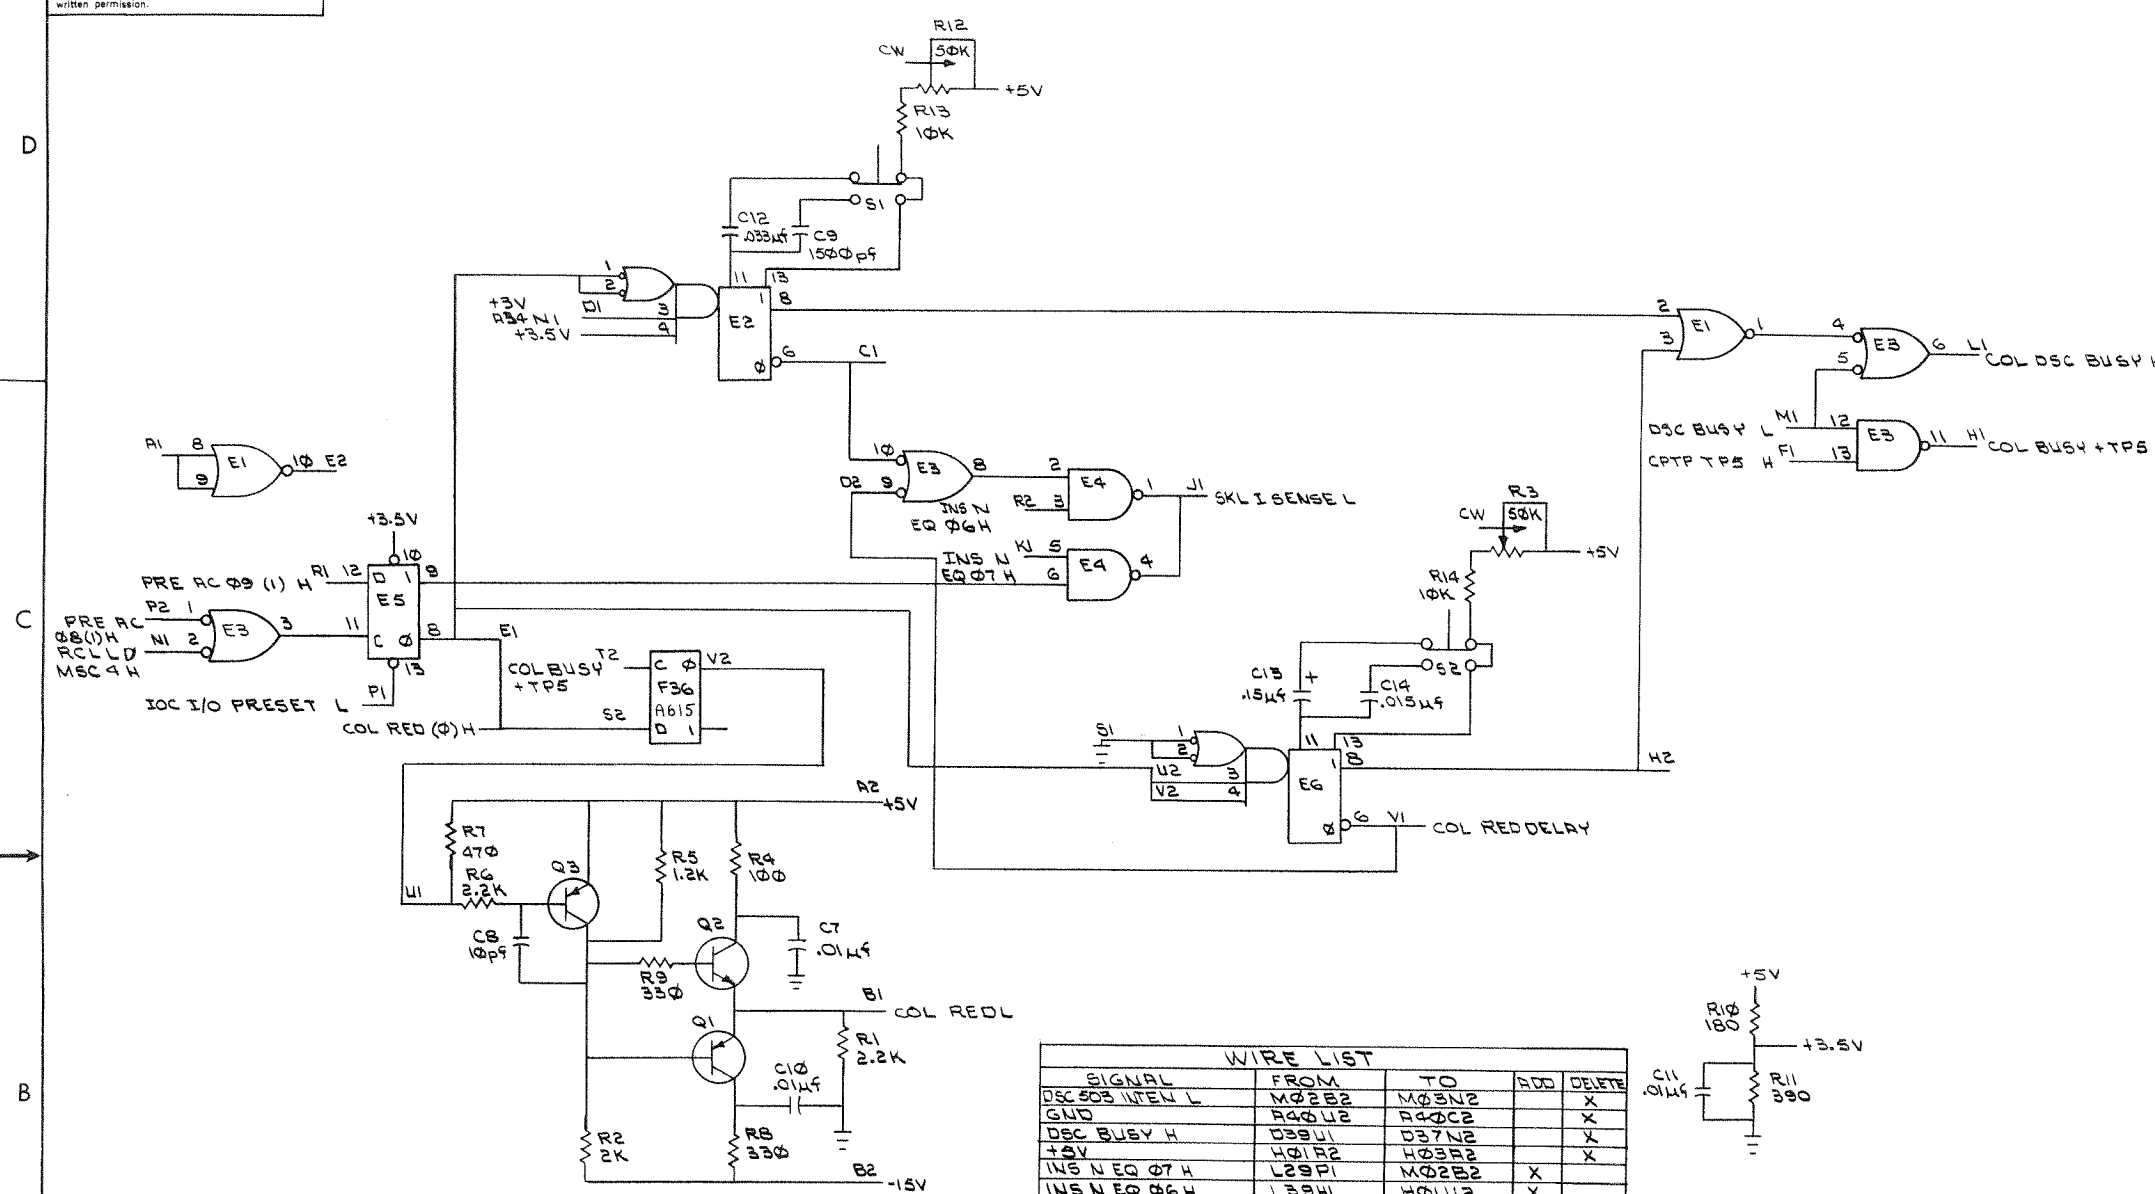 written permission.
D
C
B
R12
CW
50K
+5V
R13
10K
S1
C12
.033µf
C9
1500pf
11
13
1
2
+3V
D1
3
A34 N1
4
+3.5V
1
8
E2
6
0
C1
2
3
E1
1
4
5
E3
6
L1
COL DSC BUSY H
DSC BUSY L
M1
12
CPTP TP5 H
F1
13
E3
11
H1
COL BUSY + TP5
A1
8
9
E1
10
E2
10
D2
9
E3
8
INS N
EQ 06 H
2
R2
3
E4
1
J1
SKL I SENSE L
INS N
EQ 07 H
K1
5
6
E4
4
+3.5V
10
PRE AC 09 (1) H
R1
12
D
1
9
E5
11
C
0
8
13
P1
IOC I/O PRESET L
PRE AC
08(1)H
P2
1
RCL LD
MSC 4 H
N1
2
E3
3
E1
COL BUSY
+TP5
T2
C
0
V2
F36
A615
S2
D
1
COL RED (0) H
R3
CW
50K
+5V
R14
10K
S2
C13
.15µf
+
C14
.015µf
11
13
S1
1
2
U2
3
V2
4
1
8
E6
6
0
V1
COL RED DELAY
H2
A2
+5V
R7
470
R6
2.2K
U1
C8
10pf
Q3
R5
1.2K
R4
100
Q2
C7
.01µf
R9
330
B1
COL RED L
Q1
R1
2.2K
C10
.01µf
R2
2K
R8
330
B2
-15V
+5V
R10
180
+3.5V
C11
.01µf
R11
390
WIRE LIST
SIGNAL FROM TO ADD DELETE
DSC 503 INTEN L M02B2 M03N2 X
GND A40U2 A40C2 X
DSC BUSY H D39U1 D37N2 X
+5V H01A2 H03A2 X
INS N EQ 07 H L29P1 M02B2 X
INS N EQ 06 H